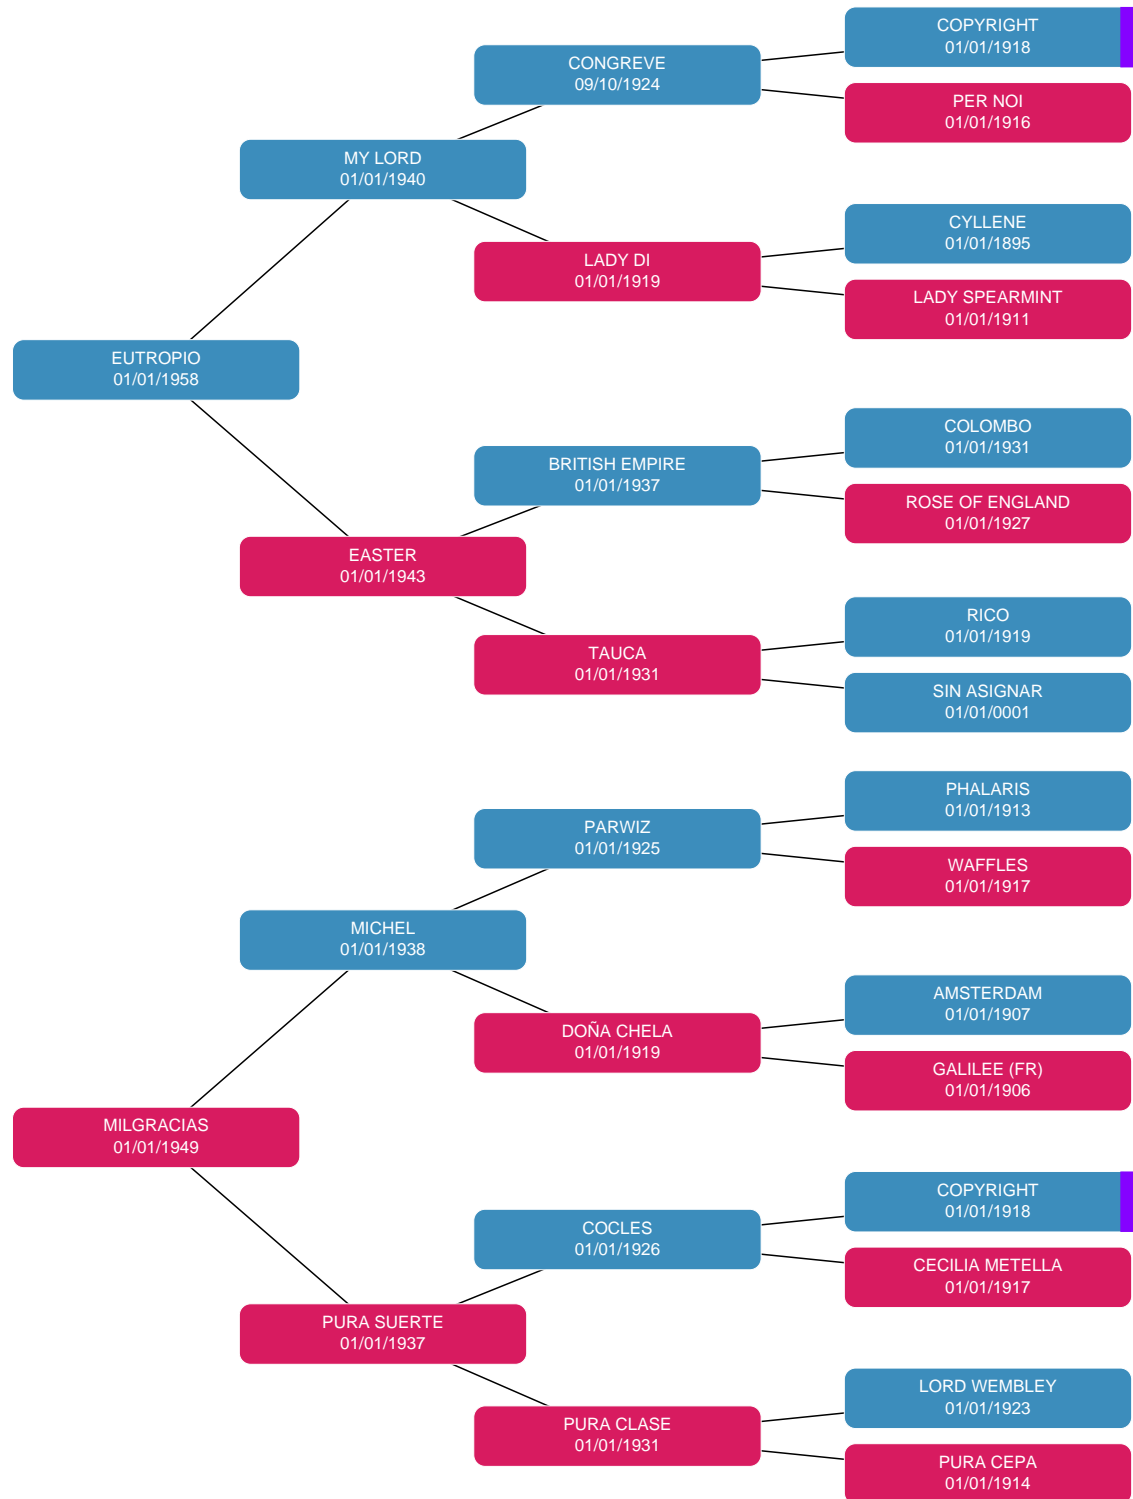 COPYRIGHT
01/01/1918
CONGREVE
09/10/1924
PER NOI
01/01/1916
MY LORD
01/01/1940
CYLLENE
01/01/1895
LADY DI
01/01/1919
LADY SPEARMINT
01/01/1911
EUTROPIO
01/01/1958
COLOMBO
01/01/1931
BRITISH EMPIRE
01/01/1937
ROSE OF ENGLAND
01/01/1927
EASTER
01/01/1943
RICO
01/01/1919
TAUCA
01/01/1931
SIN ASIGNAR
01/01/0001
PHALARIS
01/01/1913
PARWIZ
01/01/1925
WAFFLES
01/01/1917
MICHEL
01/01/1938
AMSTERDAM
01/01/1907
DOÑA CHELA
01/01/1919
GALILEE (FR)
01/01/1906
MILGRACIAS
01/01/1949
COPYRIGHT
01/01/1918
COCLES
01/01/1926
CECILIA METELLA
01/01/1917
PURA SUERTE
01/01/1937
LORD WEMBLEY
01/01/1923
PURA CLASE
01/01/1931
PURA CEPA
01/01/1914